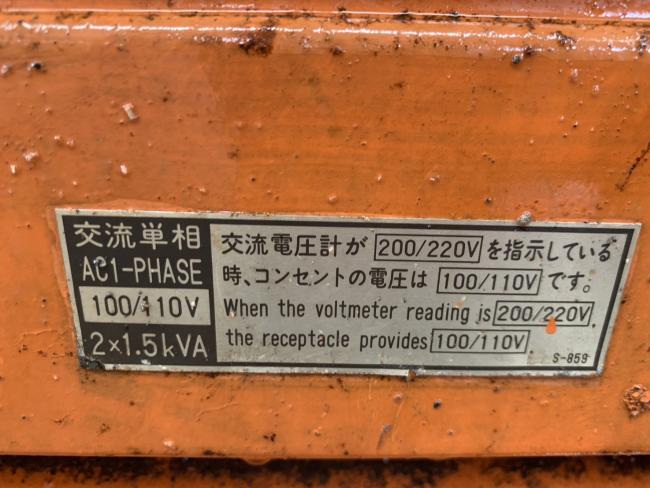 交流単相
AC1-PHASE
100/110V
2×1.5kVA
交流電圧計が 200/220V を指示している
時、コンセントの電圧は 100/110V です。
When the voltmeter reading is 200/220V,
the receptacle provides 100/110V
S-859